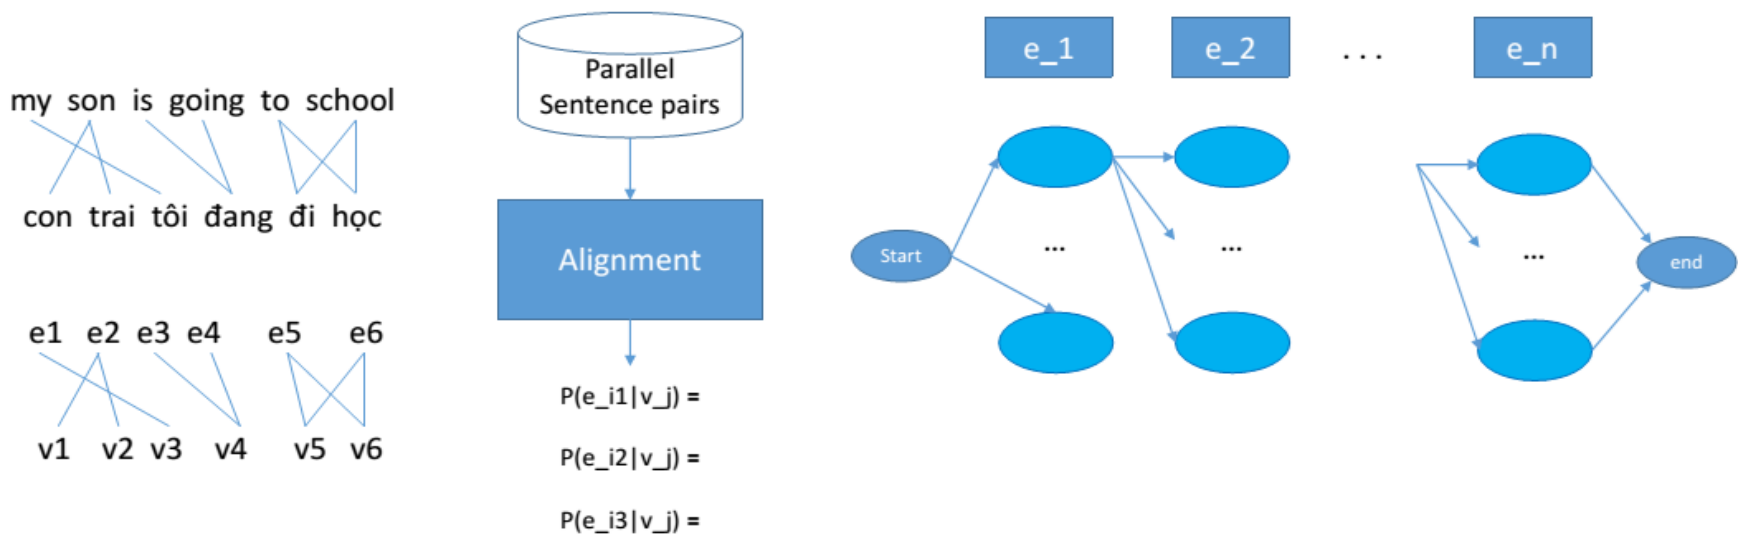 my son is going to school
con trai tôi đang đi học
e1 e2 e3 e4 e5 e6
v1 v2 v3 v4 v5 v6
Parallel
Sentence pairs
Alignment
P(e_i1|v_j) =
P(e_i2|v_j) =
P(e_i3|v_j) =
e_1 e_2 . . . e_n
... ... ...
Start
end